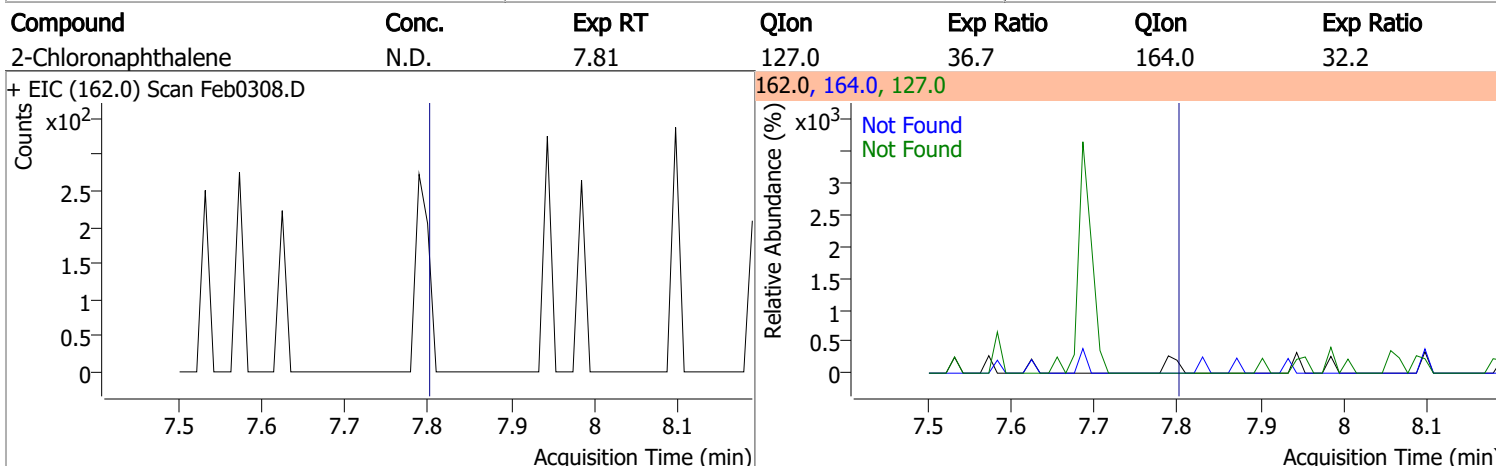 Compound Conc. Exp RT QIon Exp Ratio QIon Exp Ratio
2-Chloronaphthalene N.D. 7.81 127.0 36.7 164.0 32.2
+ EIC (162.0) Scan Feb0308.D
Counts
x10²
2.5
2
1.5
1
0.5
0
7.5 7.6 7.7 7.8 7.9 8 8.1
Acquisition Time (min)
162.0, 164.0, 127.0
Relative Abundance (%)
x10³
Not Found
Not Found
3
2.5
2
1.5
1
0.5
0
7.5 7.6 7.7 7.8 7.9 8 8.1
Acquisition Time (min)